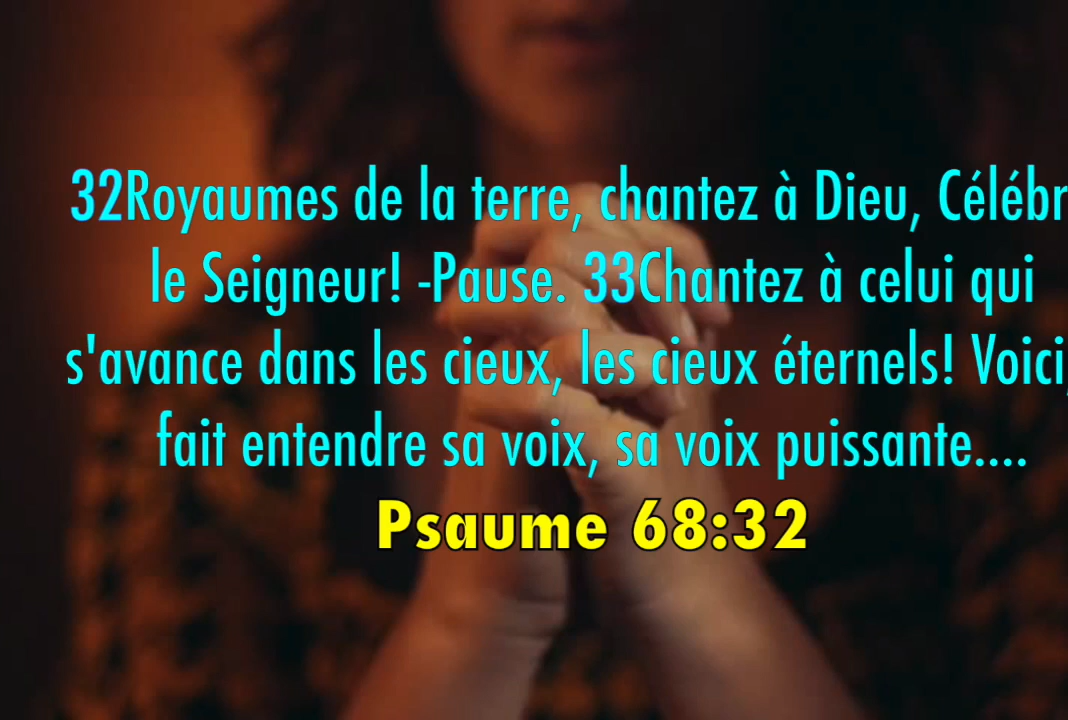 32Royaumes de la terre, chantez à Dieu, Célébr
le Seigneur! -Pause. 33Chantez à celui qui
s'avance dans les cieux, les cieux éternels! Voici,
fait entendre sa voix, sa voix puissante....
Psaume 68:32